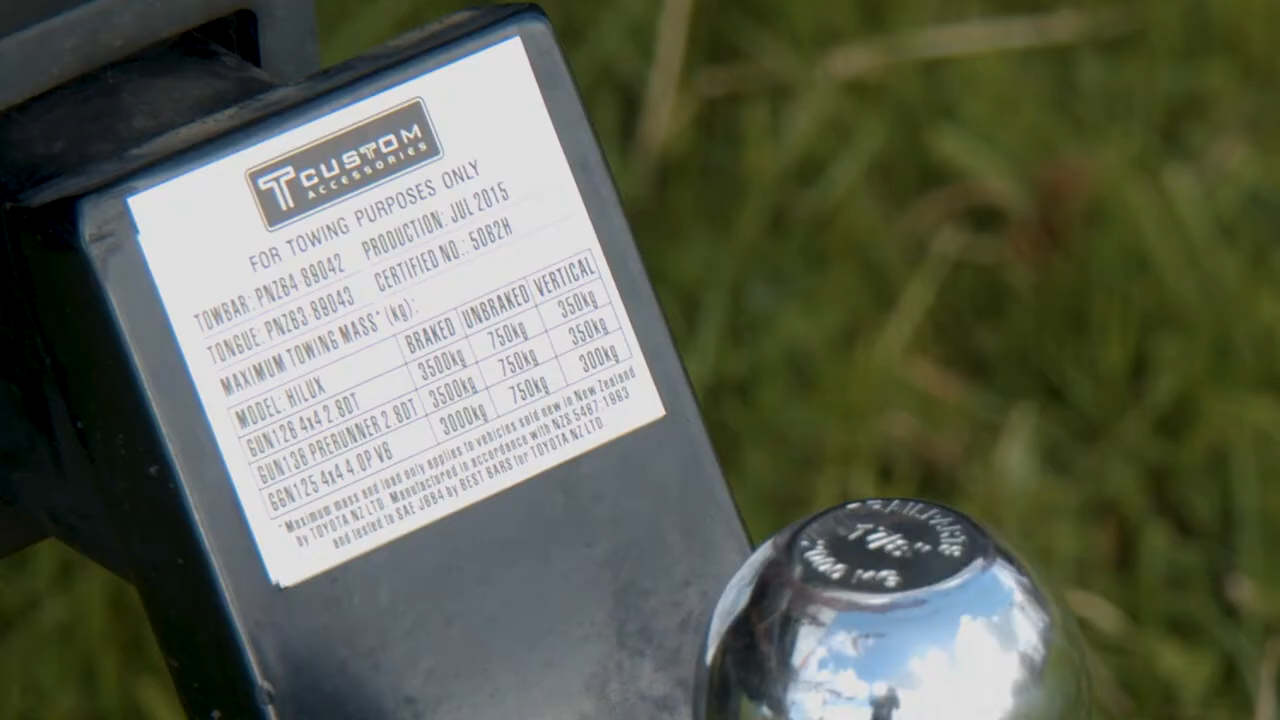 T CUSTOM
ACCESSORIES
FOR TOWING PURPOSES ONLY
TOWBAR: PNZ64-89042 PRODUCTION: JUL 2015
TONGUE: PNZ63-89043 CERTIFIED NO.: 5082H
MAXIMUM TOWING MASS* (kg):
MODEL: HILUX BRAKED UNBRAKED VERTICAL
GUN126 4x4 2.8DT 3500kg 750kg 350kg
GUN136 PRERUNNER 2.8DT 3500kg 750kg 350kg
GGN125 4x4 4.0P V6 3000kg 750kg 300kg
*Maximum mass and load only applies to vehicles sold new in New Zealand
by TOYOTA NZ LTD. Manufactured in accordance with NZS 5467:1993
and tested to SAE J684 by BEST BARS for TOYOTA NZ LTD.
1 7/8"